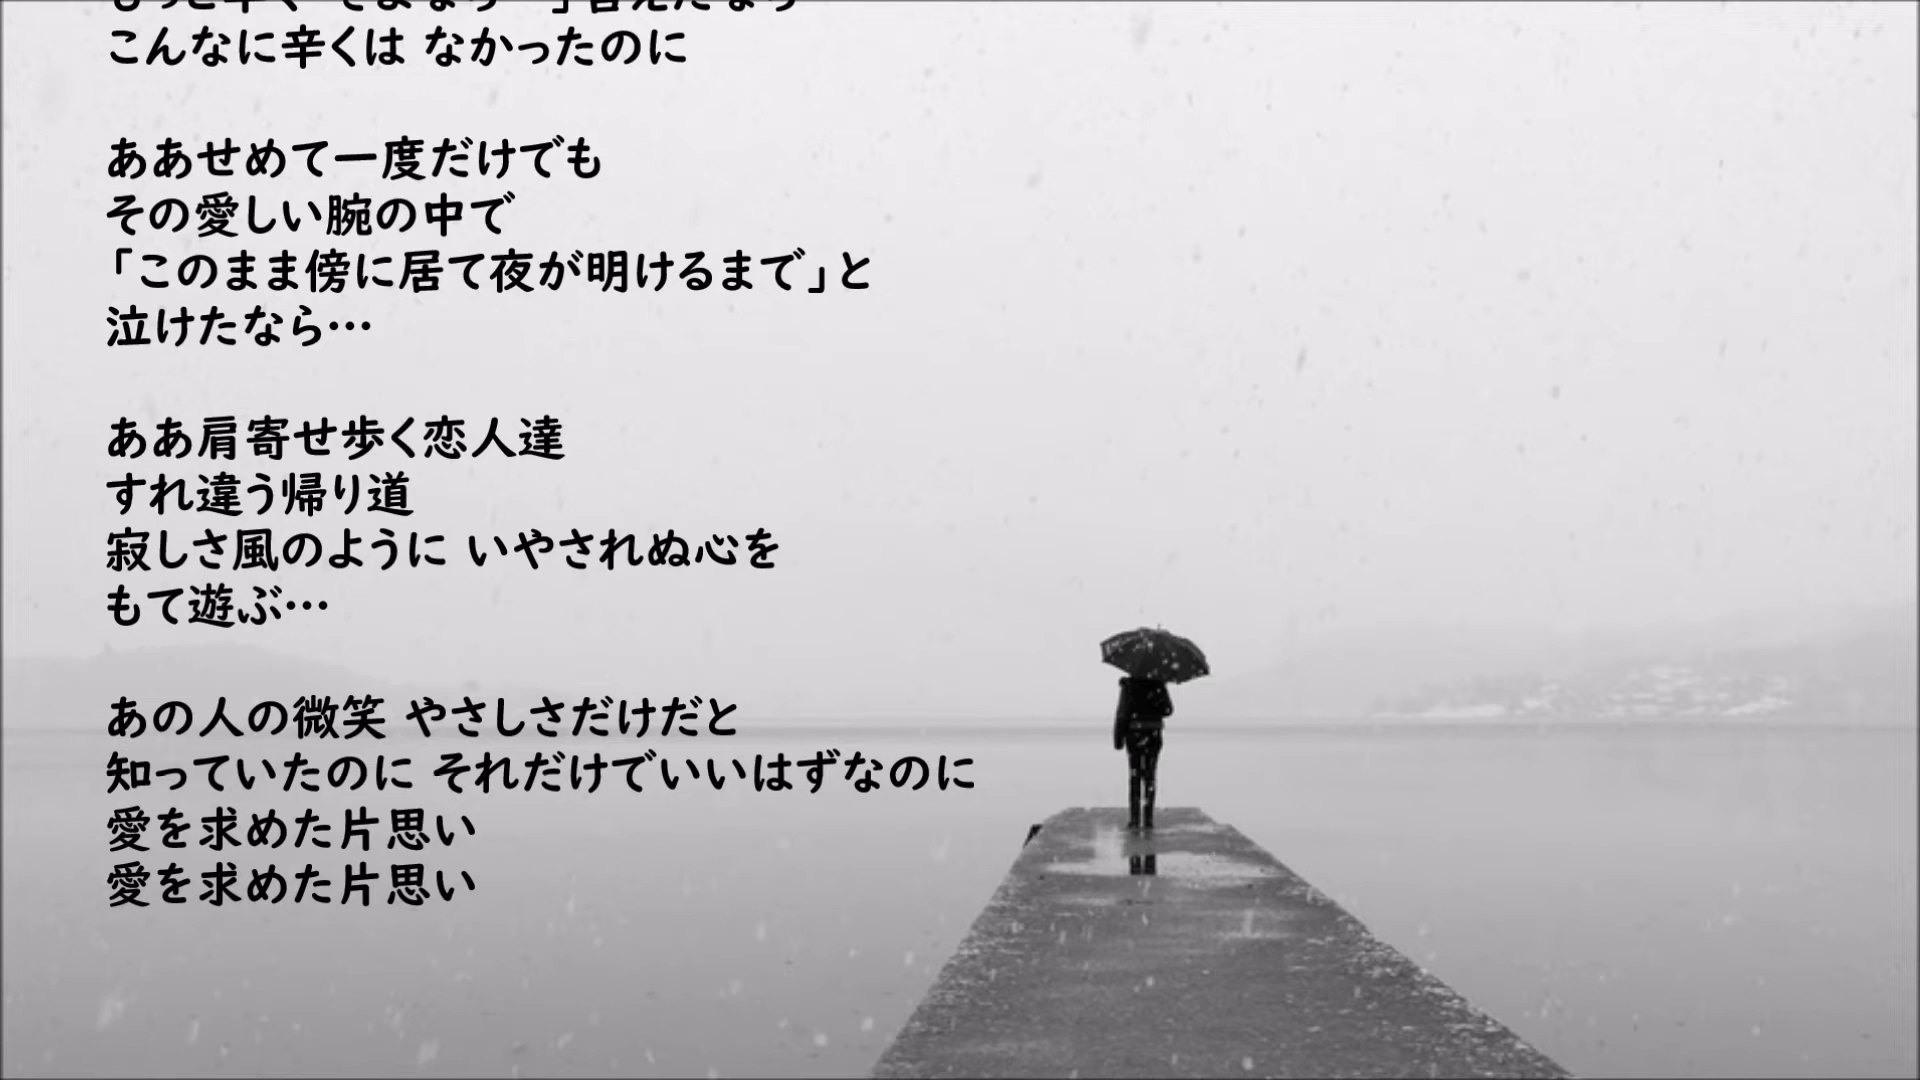 こんなに辛くは なかったのに
ああせめて一度だけでも
その愛しい腕の中で
「このまま傍に居て夜が明けるまで」と
泣けたなら…
ああ肩寄せ歩く恋人達
すれ違う帰り道
寂しさ風のように いやされぬ心を
もて遊ぶ…
あの人の微笑 やさしさだけだと
知っていたのに それだけでいいはずなのに
愛を求めた片思い
愛を求めた片思い